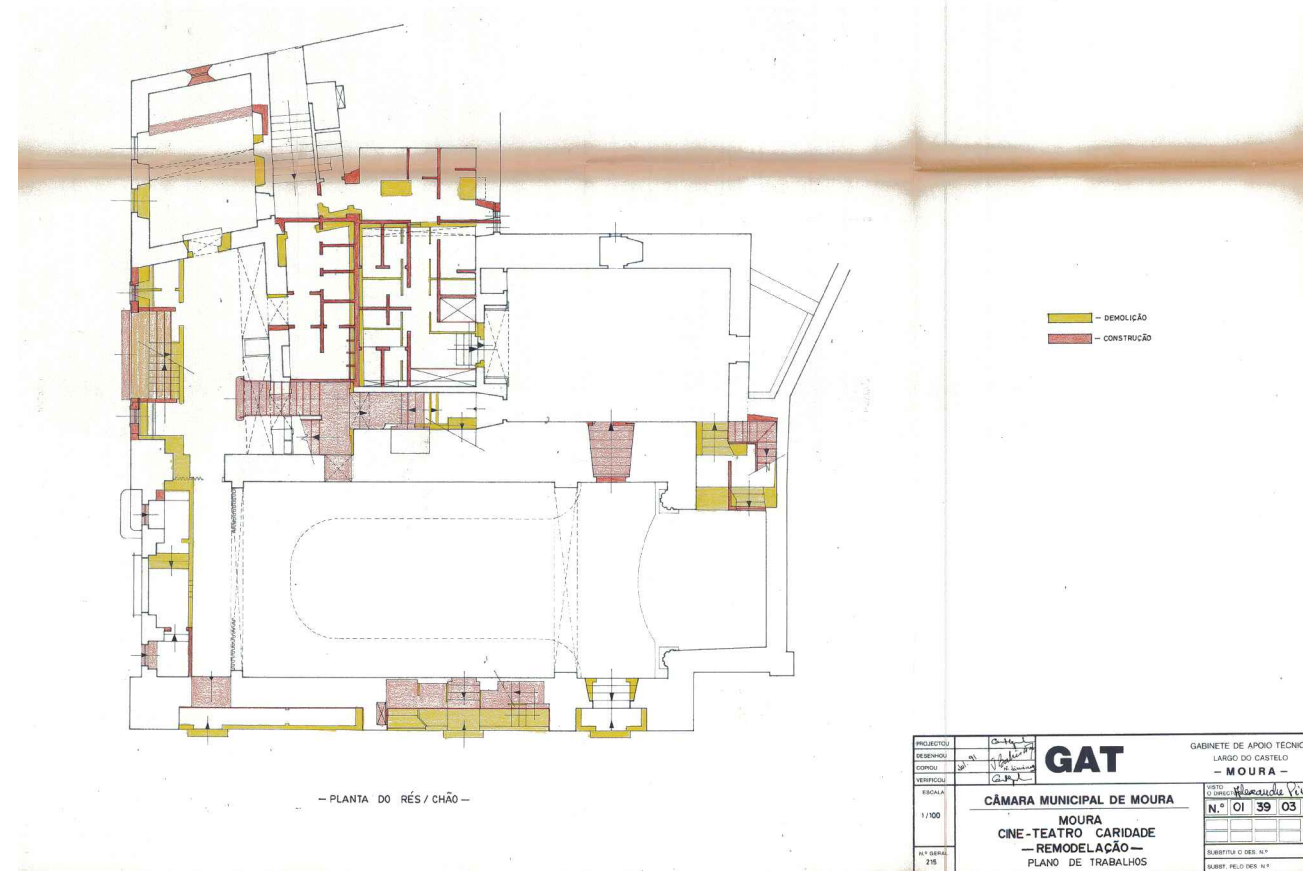 — DEMOLIÇÃO
— CONSTRUÇÃO
— PLANTA DO RÉS / CHÃO —
PROJECTOU
DESENHOU
COPIOU
VERIFICOU
ESCALA
1/100
N.º GERAL
215
GAT
GABINETE DE APOIO TÉCNIC
LARGO DO CASTELO
— MOURA —
CÂMARA MUNICIPAL DE MOURA
MOURA
CINE-TEATRO CARIDADE
— REMODELAÇÃO —
PLANO DE TRABALHOS
VISTO
O DIRECT
N.º 01 39 03
SUBSTITUI O DES. N.º
SUBST. PELO DES. N.º